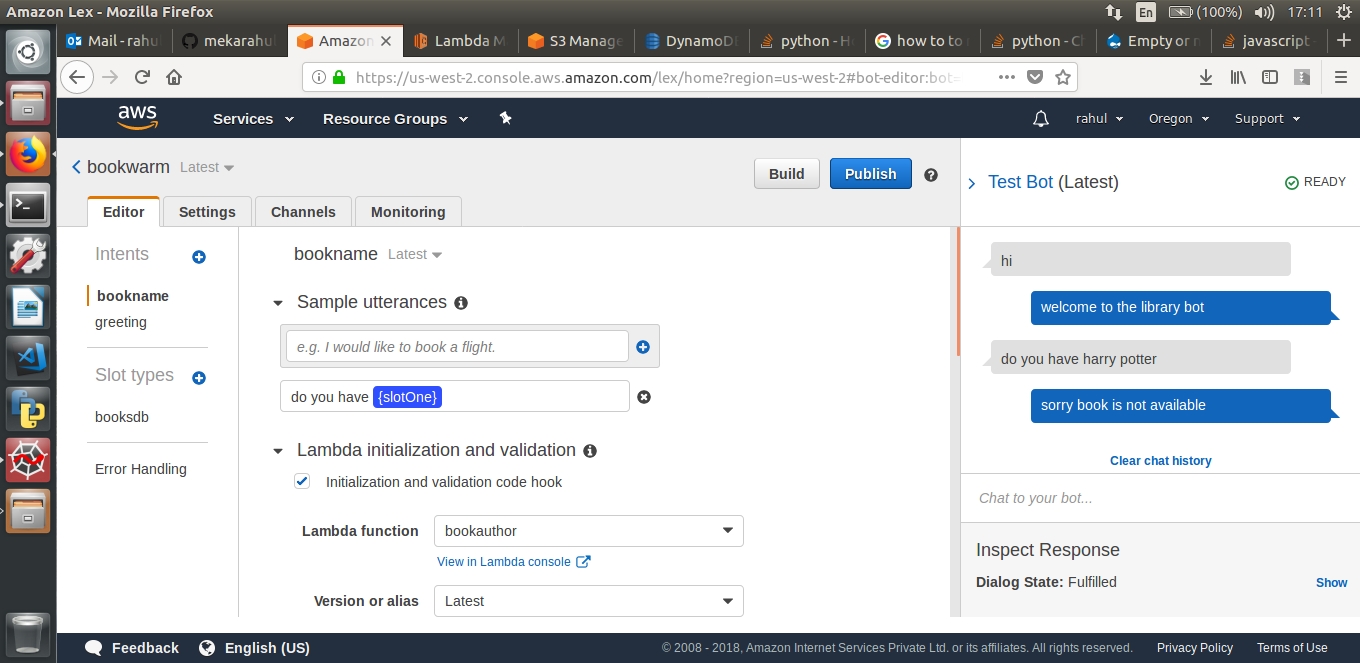 Amazon Lex - Mozilla Firefox
En (100%) 17:11
Mail - rahu
mekarahu
Amazon
Lambda M
S3 Manage
DynamoD
python - H
how to to
python - C
Empty or n
javascript
https://us-west-2.console.aws.amazon.com/lex/home?region=us-west-2#bot-editor:bot=
aws Services Resource Groups rahul Oregon Support
bookwarm Latest
Build Publish
Editor Settings Channels Monitoring
Intents
bookname
greeting
Slot types
booksdb
Error Handling
bookname Latest
Sample utterances
e.g. I would like to book a flight.
do you have {slotOne}
Lambda initialization and validation
Initialization and validation code hook
Lambda function bookauthor
View in Lambda console
Version or alias Latest
Test Bot (Latest) READY
hi
welcome to the library bot
do you have harry potter
sorry book is not available
Clear chat history
Chat to your bot...
Inspect Response
Dialog State: Fulfilled Show
Feedback English (US) © 2008 - 2018, Amazon Internet Services Private Ltd. or its affiliates. All rights reserved. Privacy Policy Terms of Use